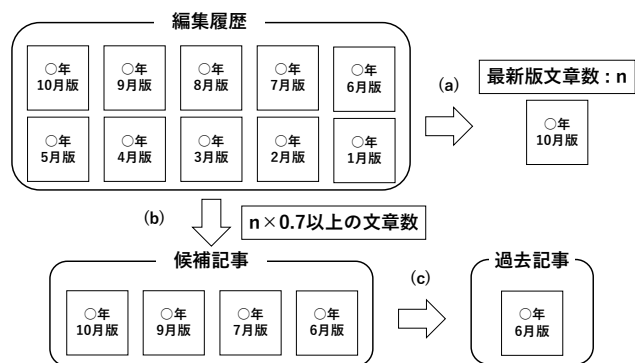 編集履歴
○年
10月版
○年
9月版
○年
8月版
○年
7月版
○年
6月版
○年
5月版
○年
4月版
○年
3月版
○年
2月版
○年
1月版
(a)
最新版文章数 : n
○年
10月版
(b)
n×0.7以上の文章数
候補記事
○年
10月版
○年
9月版
○年
7月版
○年
6月版
(c)
過去記事
○年
6月版